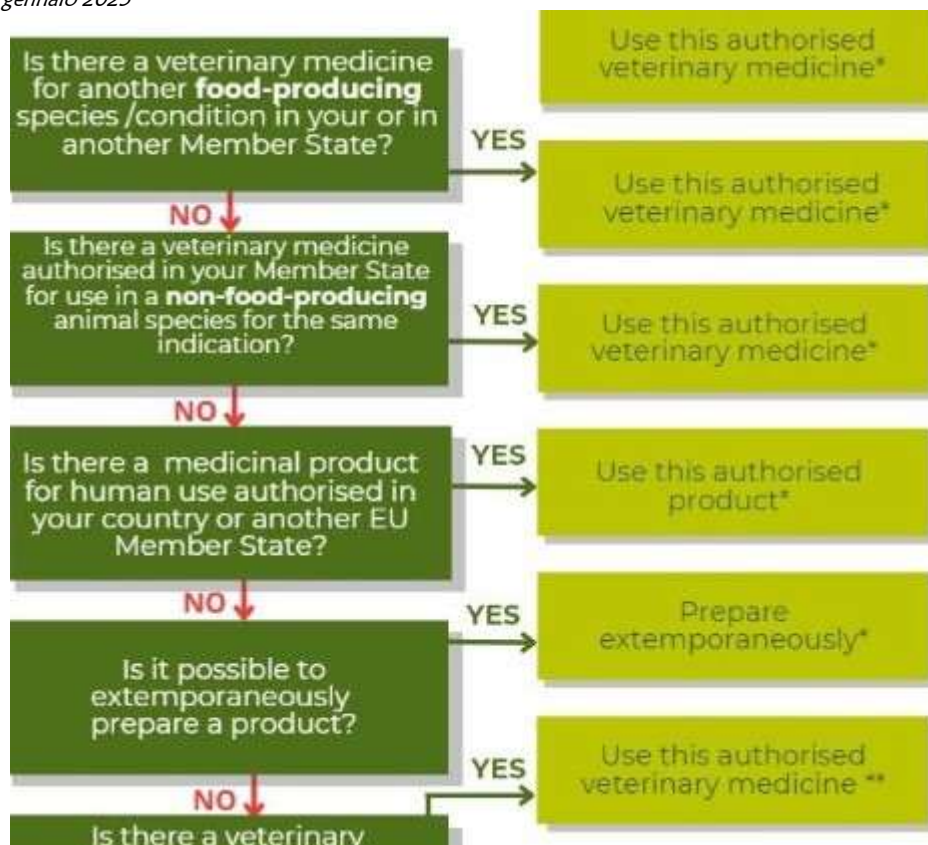 gennaio 2025
Use this authorised
veterinary medicine*
Is there a veterinary medicine
for another food-producing
species /condition in your or in
another Member State?
YES
Use this authorised
veterinary medicine*
NO
Is there a veterinary medicine
authorised in your Member State
for use in a non-food-producing
animal species for the same
indication?
YES
Use this authorised
veterinary medicine*
NO
Is there a medicinal product
for human use authorised in
your country or another EU
Member State?
YES
Use this authorised
product*
NO
Is it possible to
extemporaneously
prepare a product?
YES
Prepare
extemporaneously*
NO
Is there a veterinary
YES
Use this authorised
veterinary medicine **